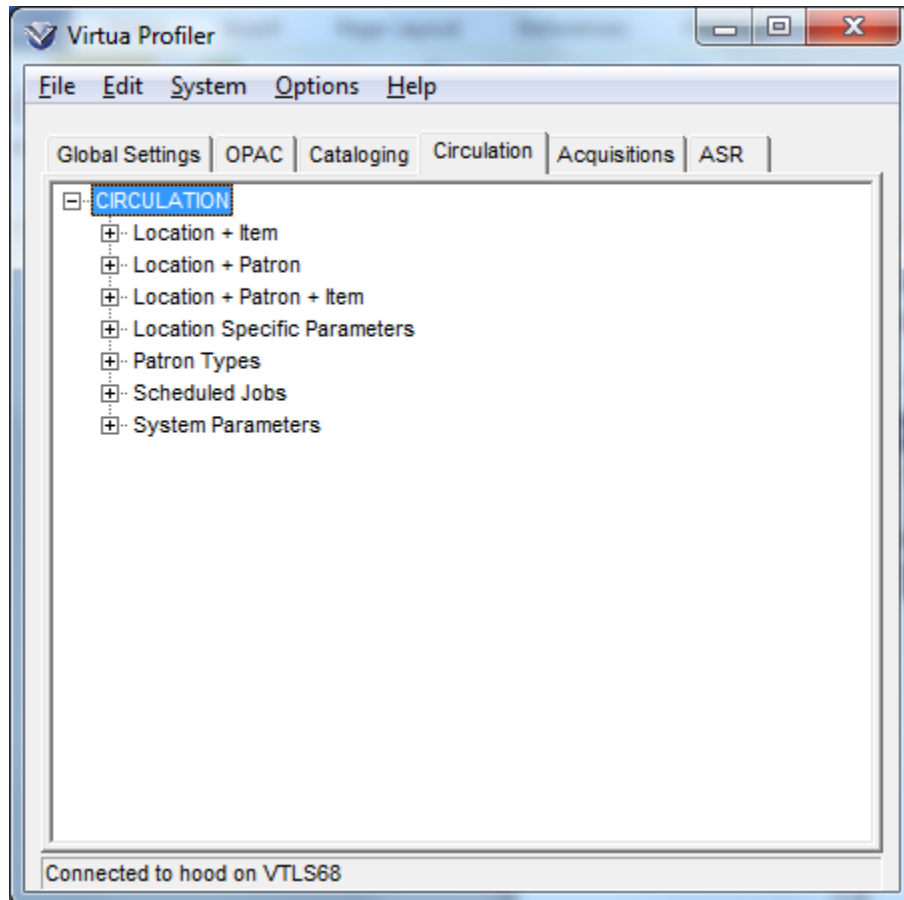 Virtua Profiler
File Edit System Options Help
Global Settings OPAC Cataloging Circulation Acquisitions ASR
CIRCULATION
Location + Item
Location + Patron
Location + Patron + Item
Location Specific Parameters
Patron Types
Scheduled Jobs
System Parameters
Connected to hood on VTLS68